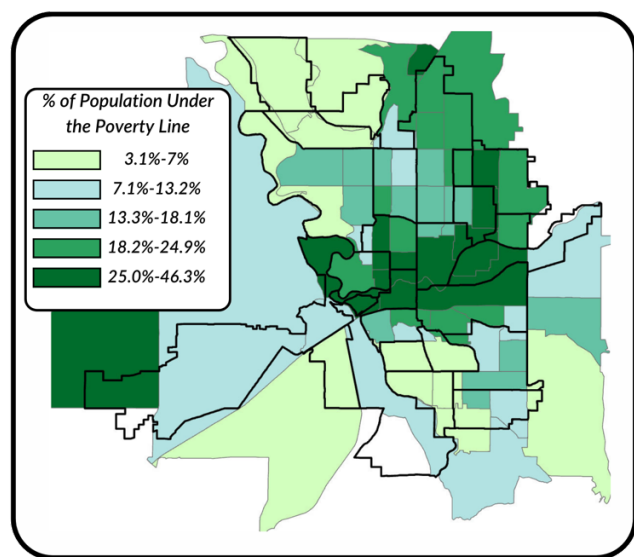 % of Population Under
the Poverty Line
3.1%-7%
7.1%-13.2%
13.3%-18.1%
18.2%-24.9%
25.0%-46.3%